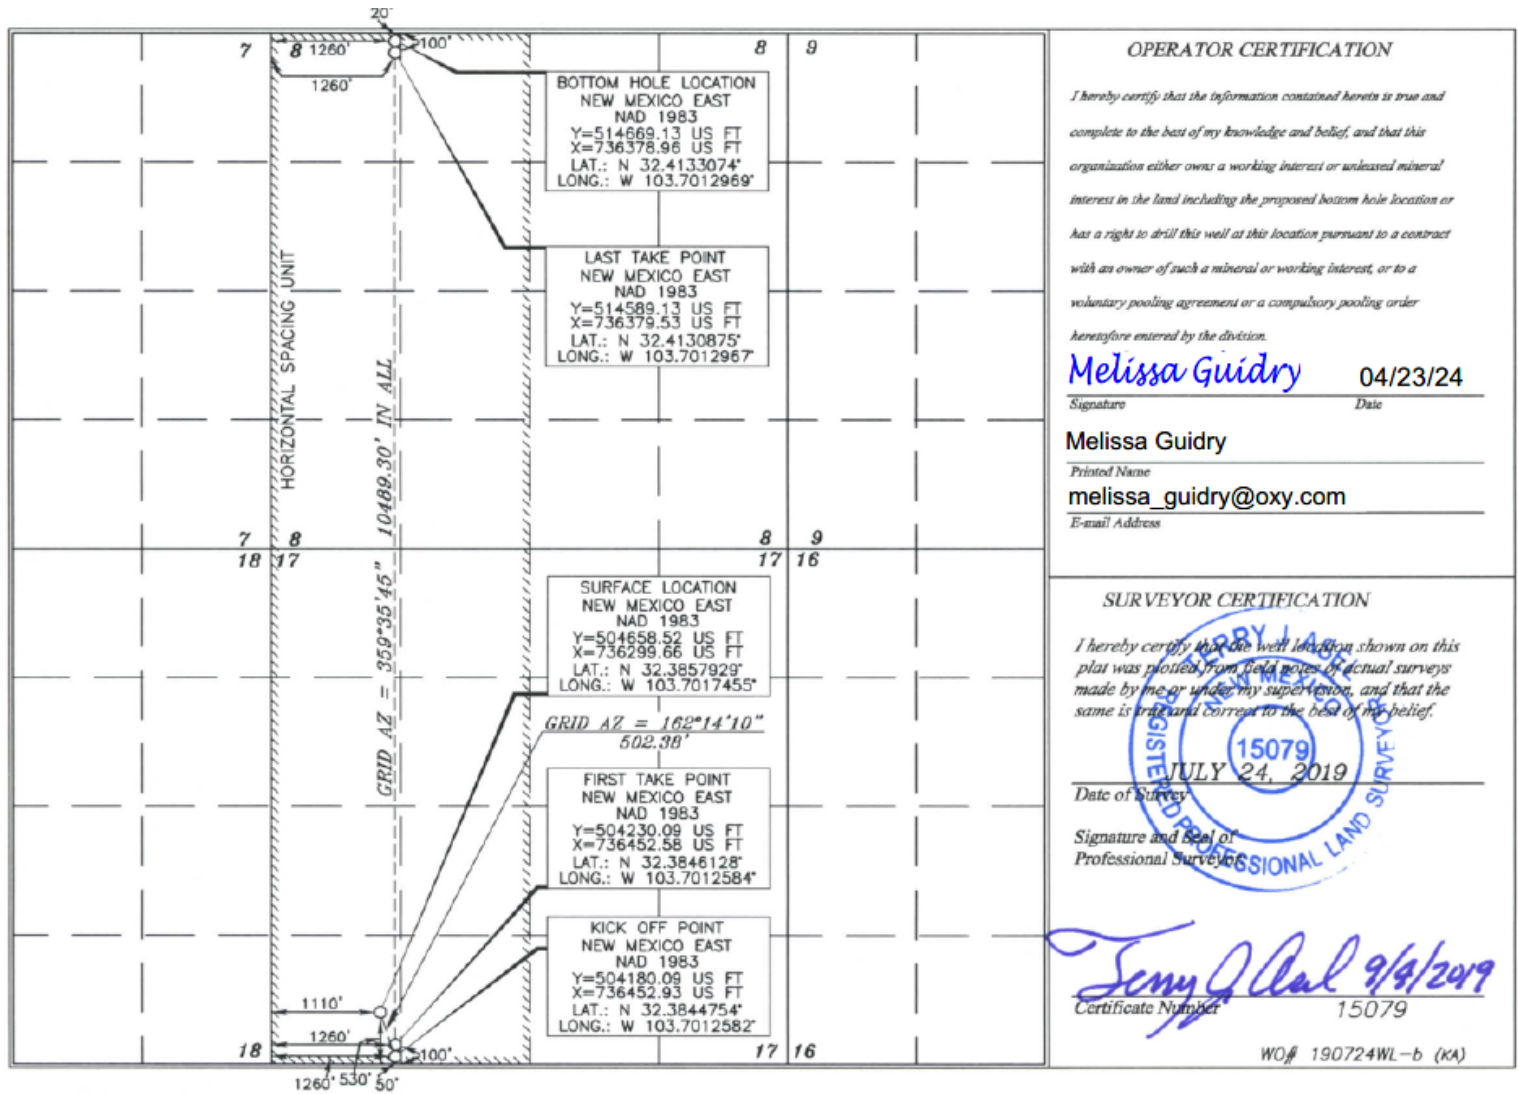 20'
7 8 1260' 100' 8 9
1260'
BOTTOM HOLE LOCATION
NEW MEXICO EAST
NAD 1983
Y=514669.13 US FT
X=736378.96 US FT
LAT.: N 32.4133074°
LONG.: W 103.7012969°
LAST TAKE POINT
NEW MEXICO EAST
NAD 1983
Y=514589.13 US FT
X=736379.53 US FT
LAT.: N 32.4130875°
LONG.: W 103.7012967°
HORIZONTAL SPACING UNIT
GRID AZ = 359°35'45" 10489.30' IN ALL
7 8 8 9
18 17 17 16
SURFACE LOCATION
NEW MEXICO EAST
NAD 1983
Y=504658.52 US FT
X=736299.66 US FT
LAT.: N 32.3857929°
LONG.: W 103.7017455°
GRID AZ = 162°14'10"
502.38'
FIRST TAKE POINT
NEW MEXICO EAST
NAD 1983
Y=504230.09 US FT
X=736452.58 US FT
LAT.: N 32.3846128°
LONG.: W 103.7012584°
KICK OFF POINT
NEW MEXICO EAST
NAD 1983
Y=504180.09 US FT
X=736452.93 US FT
LAT.: N 32.3844754°
LONG.: W 103.7012582°
1110'
1260'
18 100' 17 16
1260' 530' 50'
OPERATOR CERTIFICATION
I hereby certify that the information contained herein is true and
complete to the best of my knowledge and belief, and that this
organization either owns a working interest or unleased mineral
interest in the land including the proposed bottom hole location or
has a right to drill this well at this location pursuant to a contract
with an owner of such a mineral or working interest, or to a
voluntary pooling agreement or a compulsory pooling order
heretofore entered by the division.
Melissa Guidry 04/23/24
Signature Date
Melissa Guidry
Printed Name
melissa_guidry@oxy.com
E-mail Address
SURVEYOR CERTIFICATION
I hereby certify that the well location shown on this
plat was plotted from field notes of actual surveys
made by me or under my supervision, and that the
same is true and correct to the best of my belief.
TERRY J ASEL
NEW MEXICO
15079
REGISTERED PROFESSIONAL LAND SURVEYOR
JULY 24, 2019
Date of Survey
Signature and Seal of
Professional Surveyor
Terry J Asel 9/9/2019
Certificate Number 15079
WO# 190724WL-b (KA)